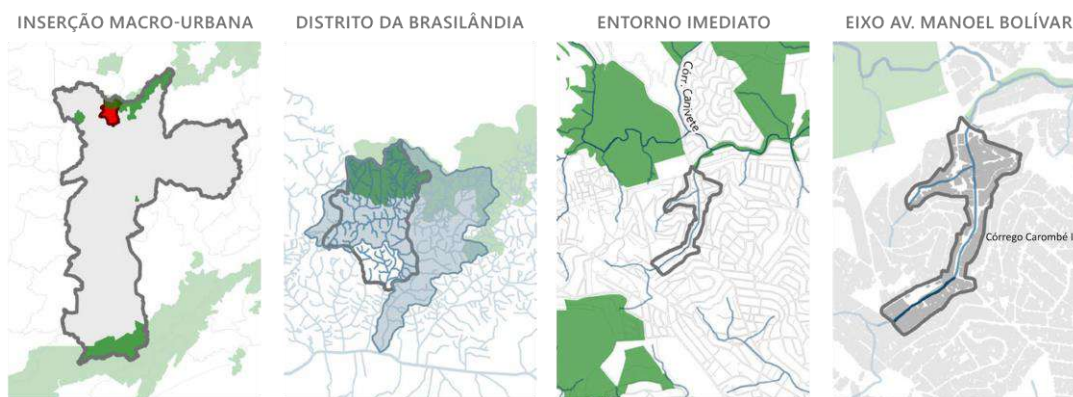 INSERÇÃO MACRO-URBANA
DISTRITO DA BRASILÂNDIA
ENTORNO IMEDIATO
EIXO AV. MANOEL BOLÍVAR
Córr. Canivete
Córrego Carombé I